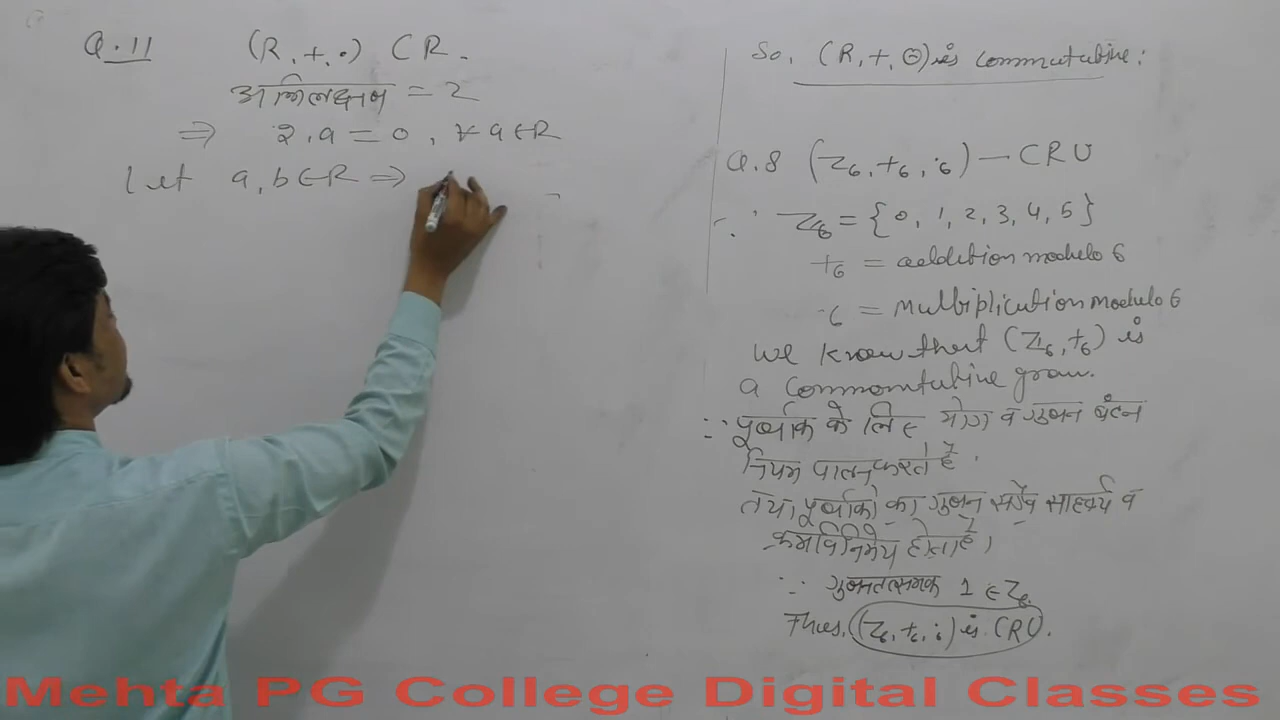 Q.11 (R, +, •) CR.
अभिलक्षण = 2
⇒ 2.a = 0, ∀ a ∈ R
Let a, b ∈ R ⇒
So, (R, +, ⊙) is commutative:
Q.8 (Z₆, +₆, ·₆) — CRU
∵ Z₆ = {0, 1, 2, 3, 4, 5}
+₆ = addition modulo 6
·₆ = Multiplication modulo 6
We know that (Z₆, +₆) is
a Commomtative grou.
∵ पूर्णांक के लिए योग व गुणन बंटन
नियम पालन करते है.
तथा पूर्णांको का गुणन सदैव साहचर्य व
क्रमविनिमेय होता है।
∵ गुणनतत्समक 1 ∈ Z₆
Thus, (Z₆, +₆, ·₆) is CRU.
Mehta PG College Digital Classes